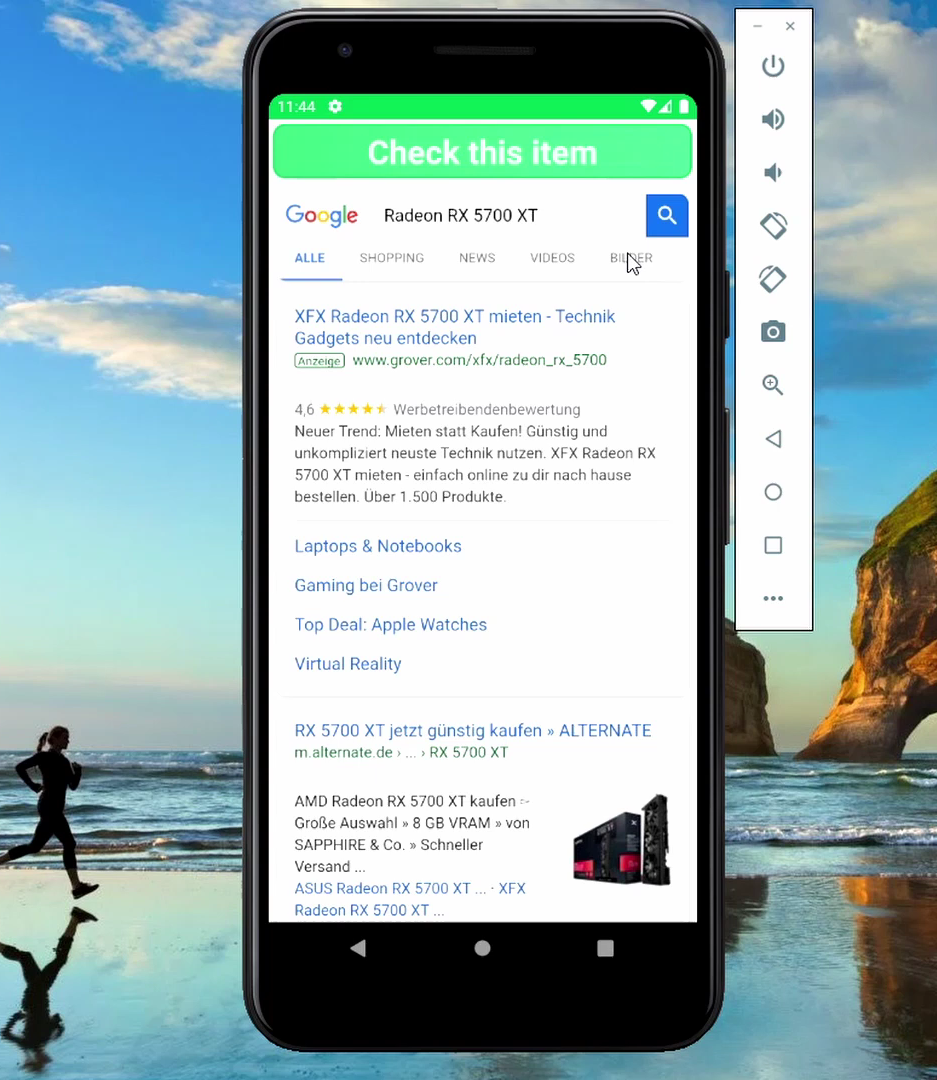 11:44
Check this item
Google Radeon RX 5700 XT
ALLE SHOPPING NEWS VIDEOS BILDER
XFX Radeon RX 5700 XT mieten - Technik
Gadgets neu entdecken
Anzeige www.grover.com/xfx/radeon_rx_5700
4,6 ★★★★★ Werbetreibendenbewertung
Neuer Trend: Mieten statt Kaufen! Günstig und
unkompliziert neuste Technik nutzen. XFX Radeon RX
5700 XT mieten - einfach online zu dir nach hause
bestellen. Über 1.500 Produkte.
Laptops & Notebooks
Gaming bei Grover
Top Deal: Apple Watches
Virtual Reality
RX 5700 XT jetzt günstig kaufen » ALTERNATE
m.alternate.de › ... › RX 5700 XT
AMD Radeon RX 5700 XT kaufen
Große Auswahl » 8 GB VRAM » von
SAPPHIRE & Co. » Schneller
Versand ...
ASUS Radeon RX 5700 XT ... · XFX
Radeon RX 5700 XT ...